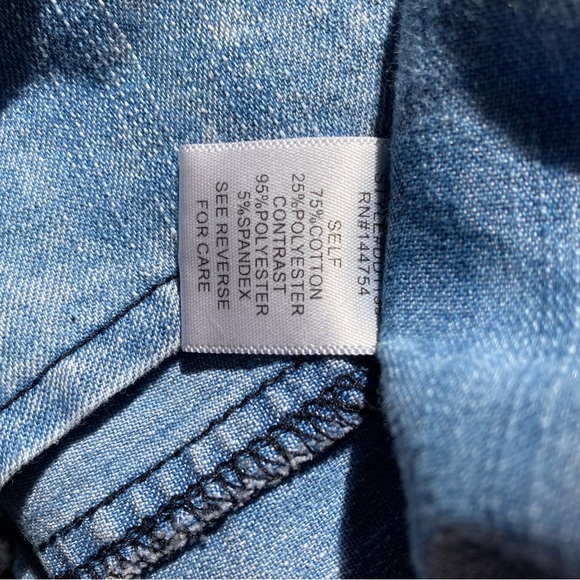 RN#144754
SELF
75%COTTON
25%POLYESTER
CONTRAST
95%POLYESTER
5%SPANDEX
SEE REVERSE
FOR CARE